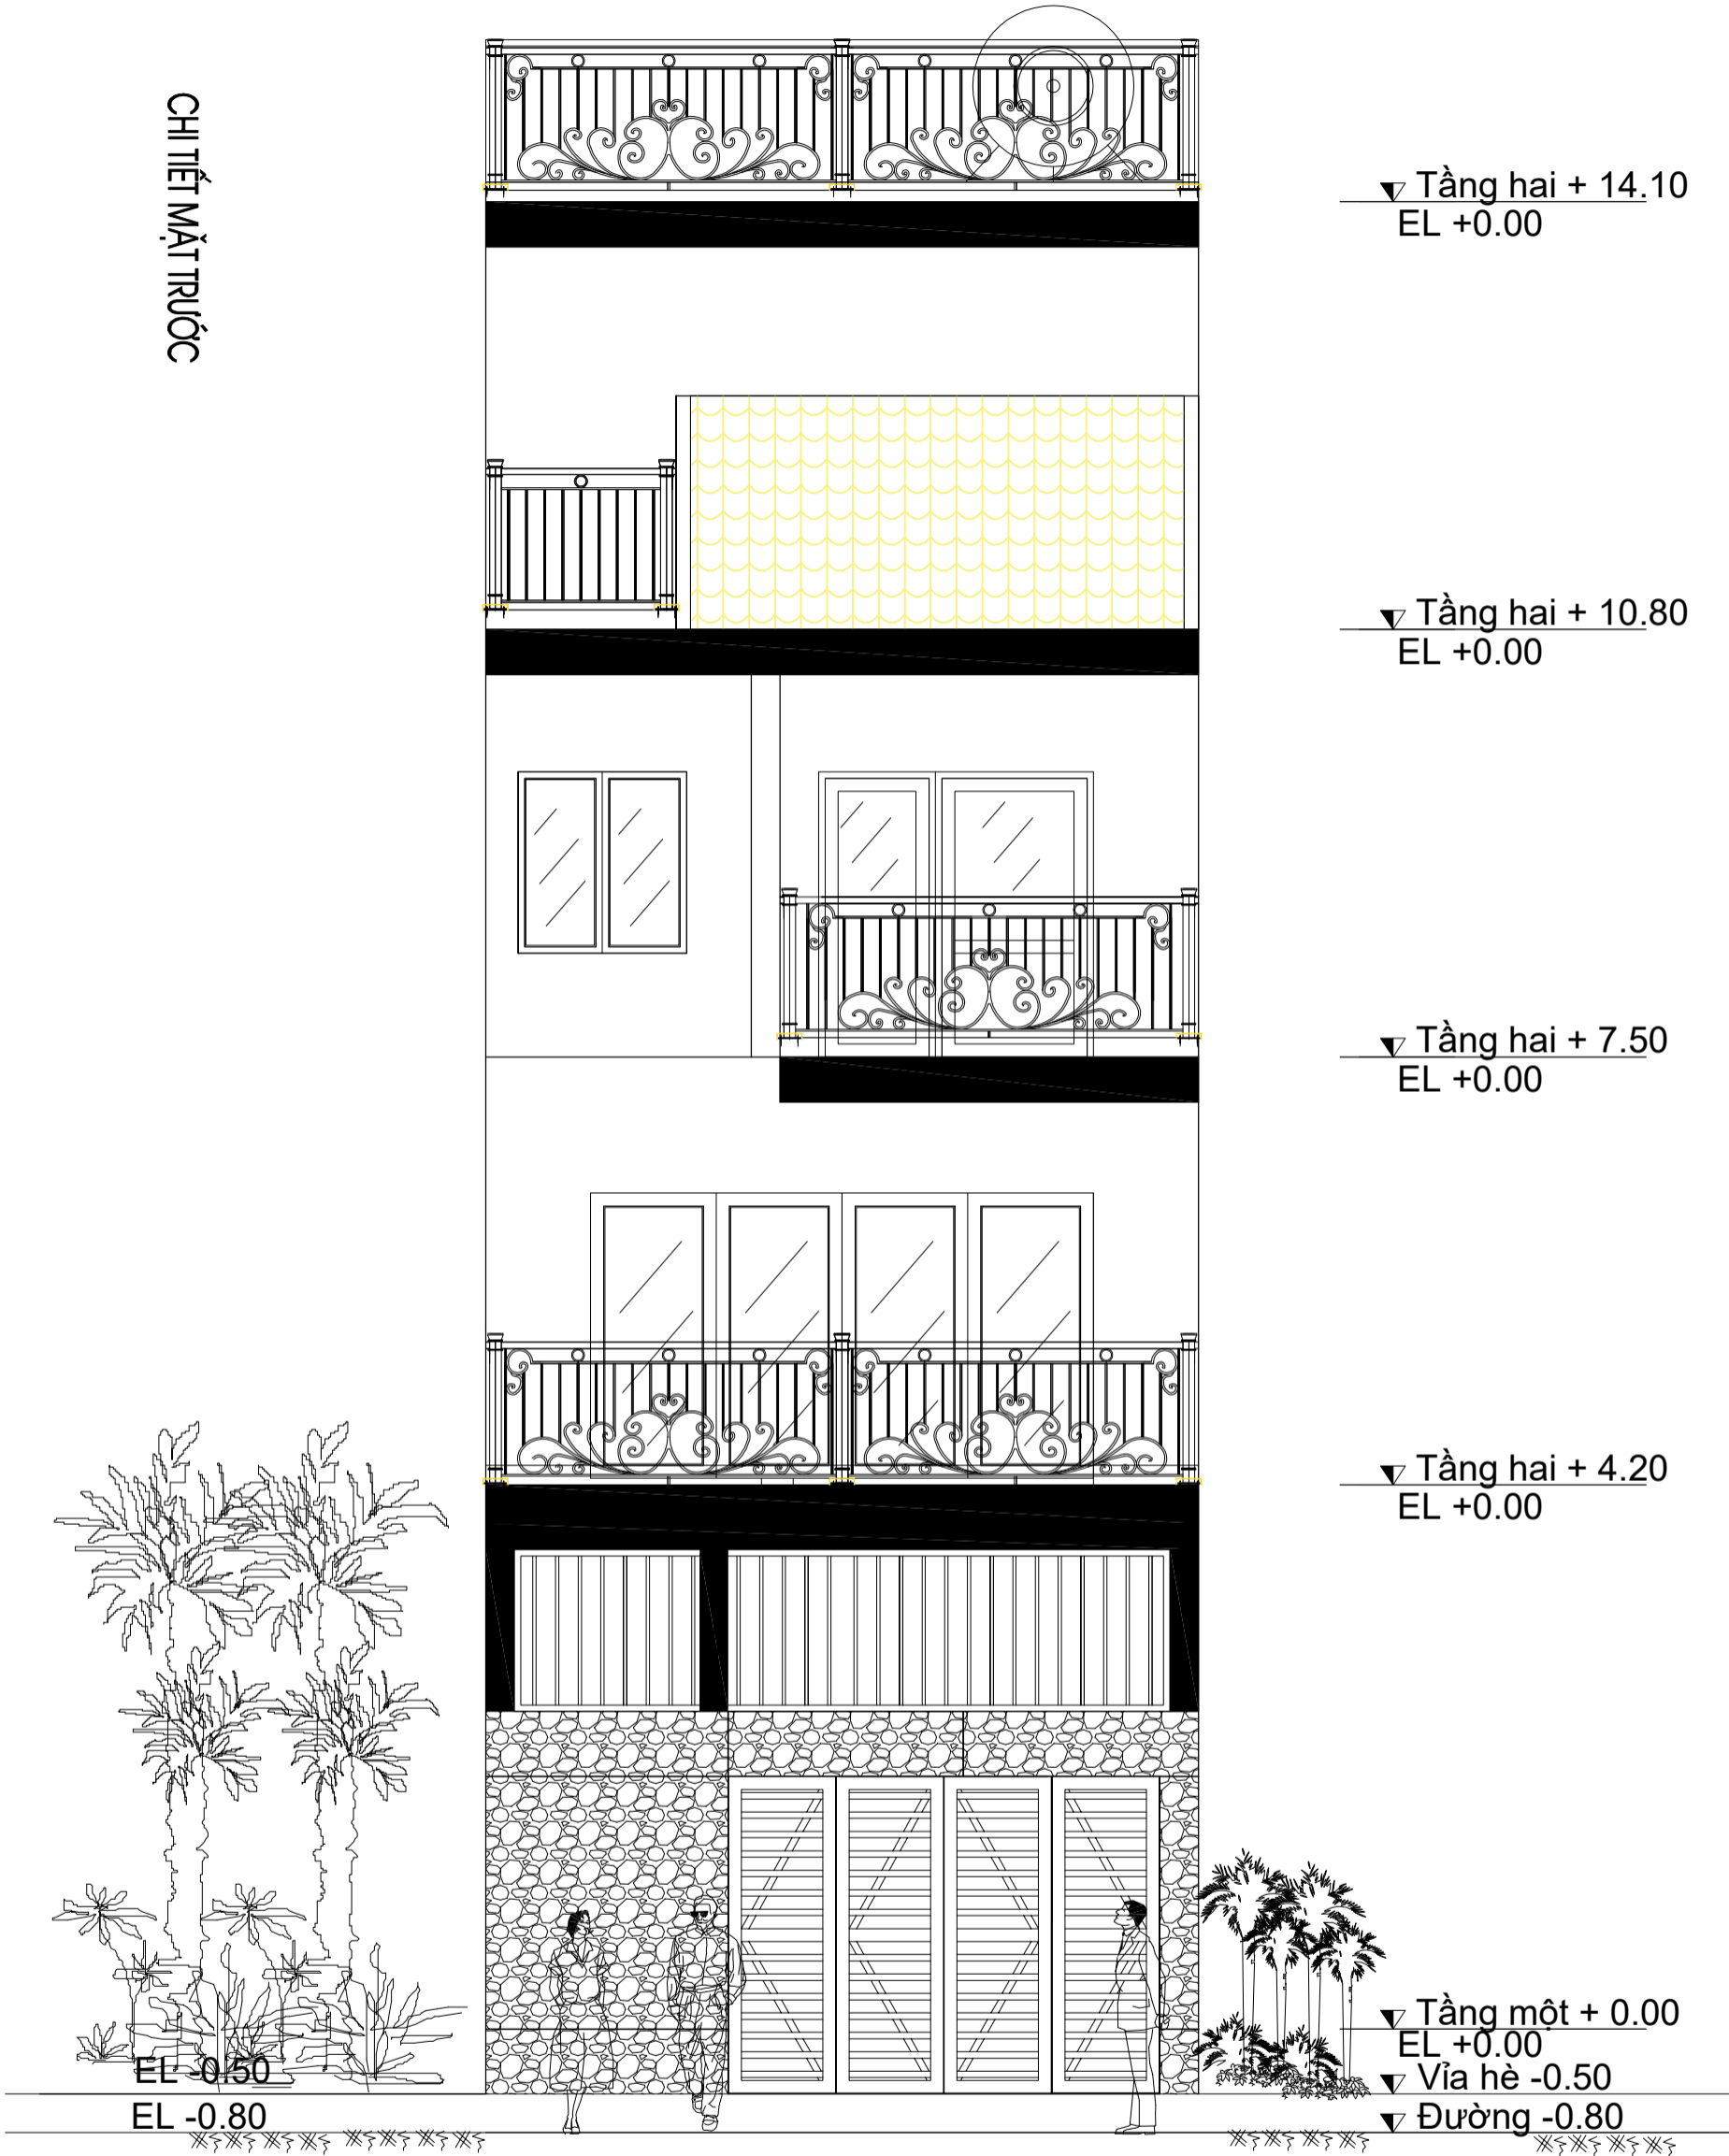 CHI TIẾT MẶT TRƯỚC
Tầng hai + 14.10
EL +0.00
Tầng hai + 10.80
EL +0.00
Tầng hai + 7.50
EL +0.00
Tầng hai + 4.20
EL +0.00
Tầng một + 0.00
EL +0.00
EL -0.50
Vỉa hè -0.50
EL -0.80
Đường -0.80